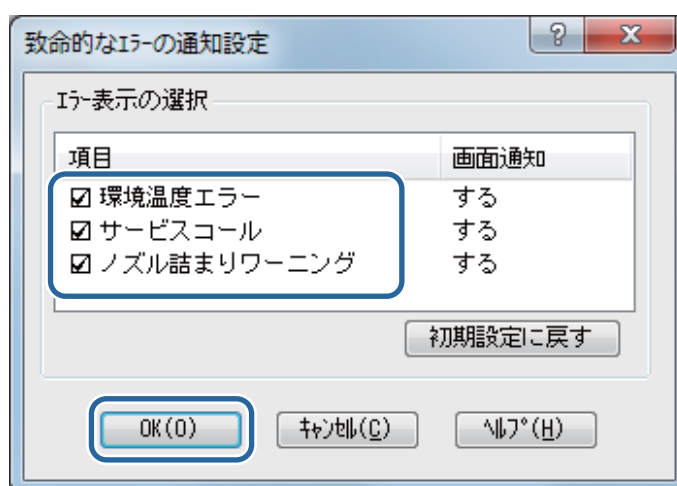 致命的なｴﾗｰの通知設定
ｴﾗｰ表示の選択
項目 画面通知
環境温度エラー する
サービスコール する
ノズル詰まりワーニング する
初期設定に戻す
OK(O) ｷｬﾝｾﾙ(C) ﾍﾙﾌﾟ(H)